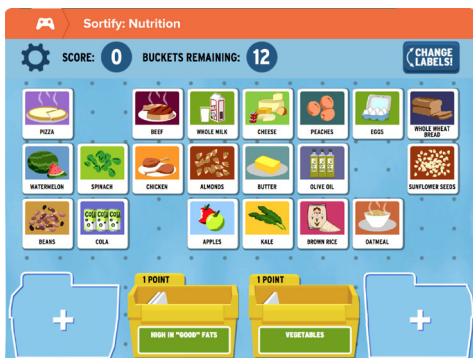 Sortify: Nutrition
SCORE: 0 BUCKETS REMAINING: 12 CHANGE LABELS!
PIZZA BEEF WHOLE MILK CHEESE PEACHES EGGS WHOLE WHEAT BREAD
WATERMELON SPINACH CHICKEN ALMONDS BUTTER OLIVE OIL SUNFLOWER SEEDS
BEANS COLA APPLES KALE BROWN RICE OATMEAL
1 POINT 1 POINT
HIGH IN "GOOD" FATS VEGETABLES